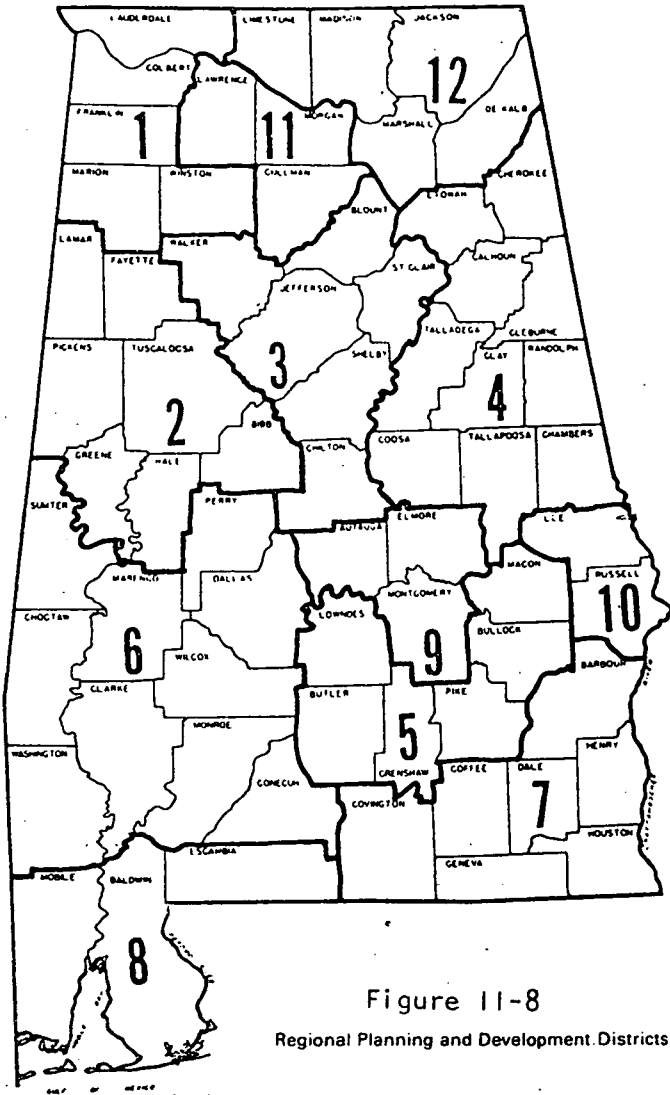 LAUDERDALE
LIMESTONE
MADISON
JACKSON
COLBERT
LAWRENCE
12
FRANKLIN
1
11
MORGAN
MARSHALL
DE KALB
MARION
WINSTON
CULLMAN
CHEROKEE
ETOWAH
BLOUNT
LAMAR
WALKER
FAYETTE
ST CLAIR
CALHOUN
JEFFERSON
TALLADEGA
CLEBURNE
PICKENS
TUSCALOOSA
3
SHELBY
CLAY
RANDOLPH
4
2
BIBB
GREENE
HALE
CHILTON
COOSA
TALLAPOOSA
CHAMBERS
SUMTER
PERRY
AUTAUGA
ELMORE
LEE
MACON
MARENGO
DALLAS
RUSSELL
MONTGOMERY
LOWNDES
10
CHOCTAW
BULLOCK
6
WILCOX
9
BARBOUR
CLARKE
BUTLER
PIKE
MONROE
5
WASHINGTON
HENRY
CRENSHAW
COFFEE
DALE
CONECUH
COVINGTON
7
HOUSTON
ESCAMBIA
GENEVA
MOBILE
BALDWIN
8
Figure 11-8
Regional Planning and Development Districts
GULF OF MEXICO